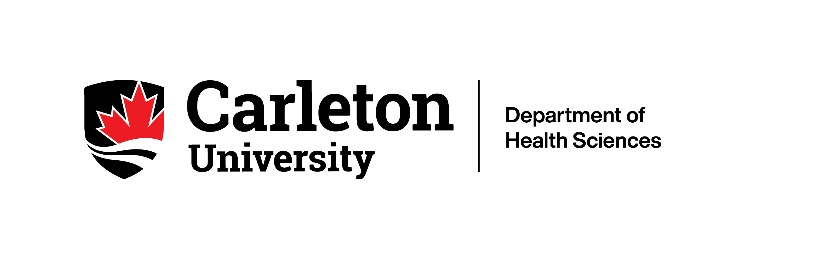 Carleton
University
Department of
Health Sciences